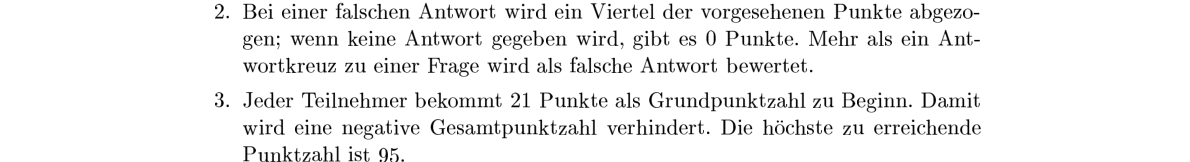 2. Bei einer falschen Antwort wird ein Viertel der vorgesehenen Punkte abgezo-
gen; wenn keine Antwort gegeben wird, gibt es 0 Punkte. Mehr als ein Ant-
wortkreuz zu einer Frage wird als falsche Antwort bewertet.
3. Jeder Teilnehmer bekommt 21 Punkte als Grundpunktzahl zu Beginn. Damit
wird eine negative Gesamtpunktzahl verhindert. Die höchste zu erreichende
Punktzahl ist 95.